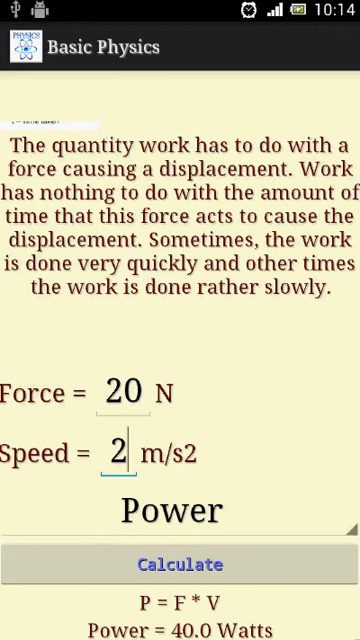 10:14
PHYSICS
Basic Physics
The quantity work has to do with a
force causing a displacement. Work
has nothing to do with the amount of
time that this force acts to cause the
displacement. Sometimes, the work
is done very quickly and other times
the work is done rather slowly.
Force = 20 N
Speed = 2 m/s2
Power
Calculate
P = F * V
Power = 40.0 Watts